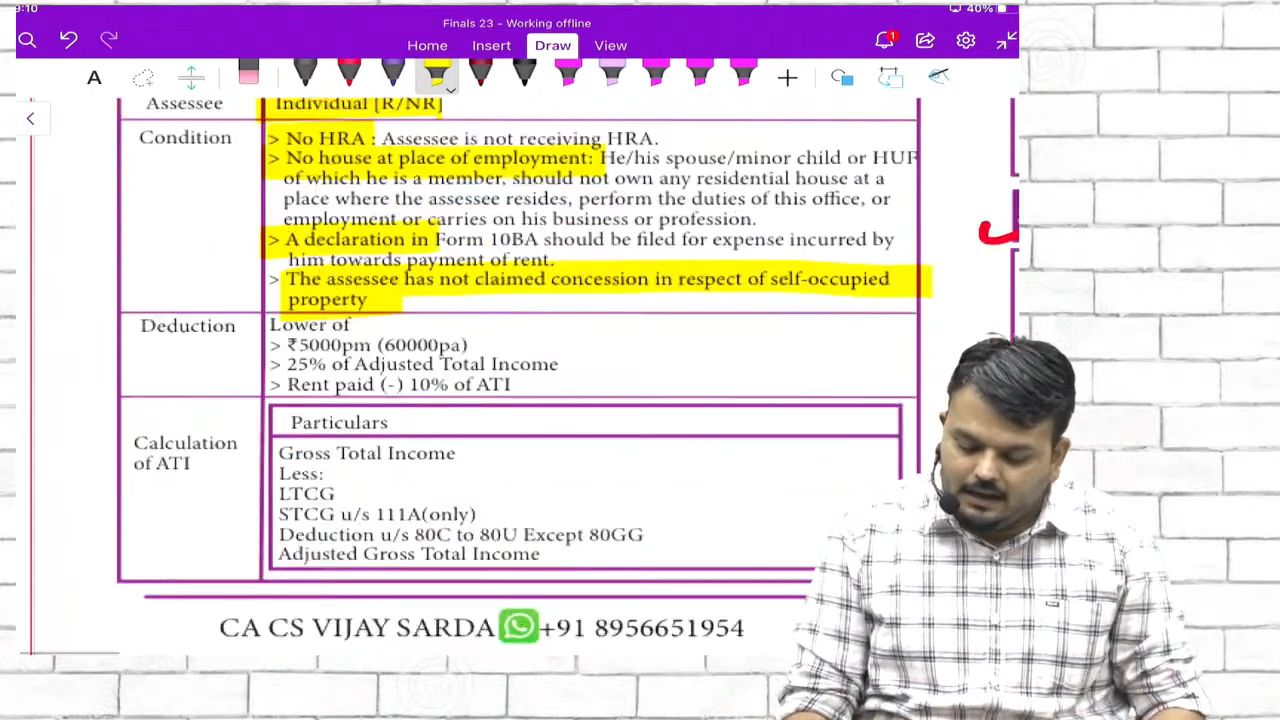 9:10
40%
Finals 23 - Working offline
Home Insert Draw View
1
A
Assessee Individual [R/NR]
Condition > No HRA : Assessee is not receiving HRA.
> No house at place of employment: He/his spouse/minor child or HUF
of which he is a member, should not own any residential house at a
place where the assessee resides, perform the duties of this office, or
employment or carries on his business or profession.
> A declaration in Form 10BA should be filed for expense incurred by
him towards payment of rent.
> The assessee has not claimed concession in respect of self-occupied
property
Deduction Lower of
> ₹5000pm (60000pa)
> 25% of Adjusted Total Income
> Rent paid (-) 10% of ATI
Calculation
of ATI
Particulars
Gross Total Income
Less:
LTCG
STCG u/s 111A(only)
Deduction u/s 80C to 80U Except 80GG
Adjusted Gross Total Income
CA CS VIJAY SARDA +91 8956651954